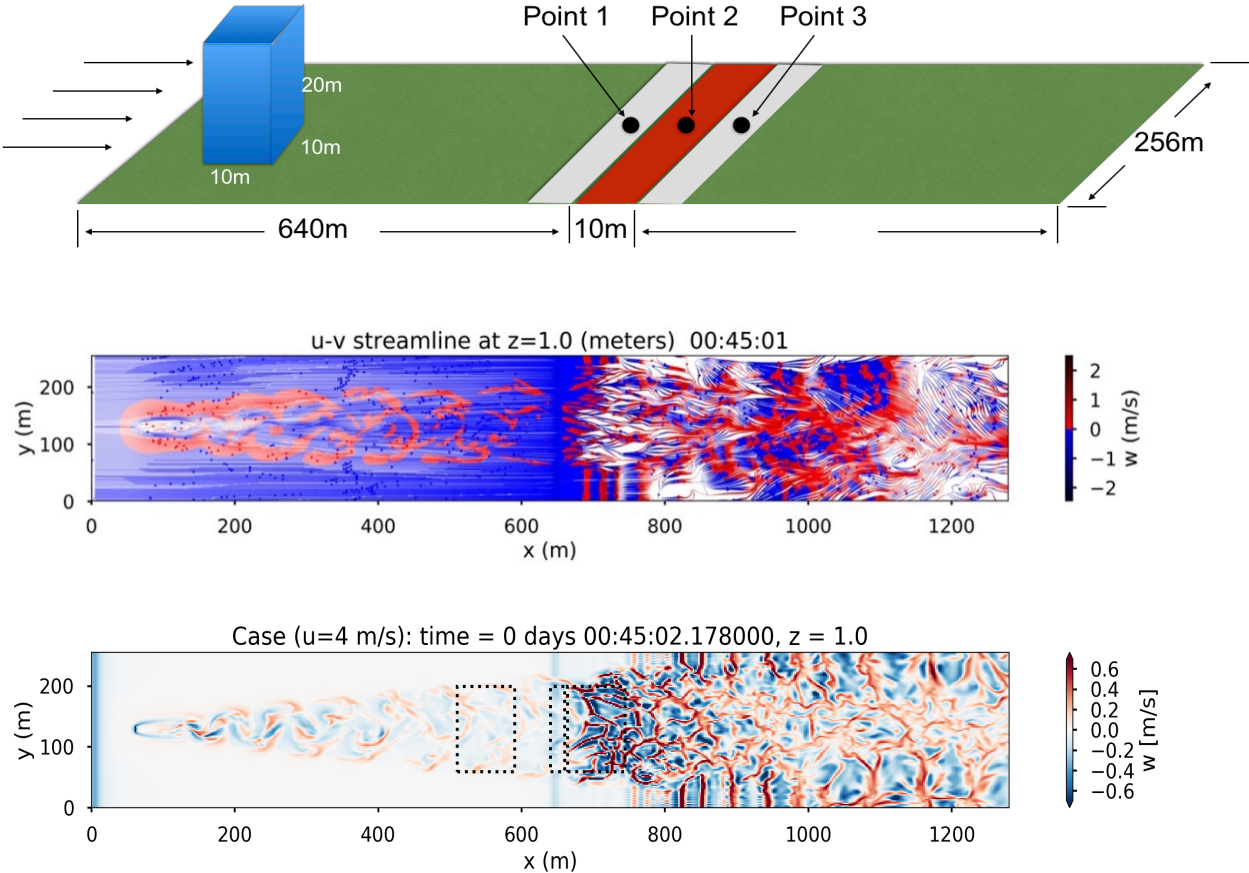 Point 1 Point 2 Point 3
20m
10m
10m
256m
640m 10m
u-v streamline at z=1.0 (meters) 00:45:01
y (m)
200
100
0
0 200 400 600 800 1000 1200
x (m)
2
1
0
−1
−2
w (m/s)
Case (u=4 m/s): time = 0 days 00:45:02.178000, z = 1.0
y (m)
200
100
0
0 200 400 600 800 1000 1200
x (m)
0.6
0.4
0.2
0.0
−0.2
−0.4
−0.6
w [m/s]